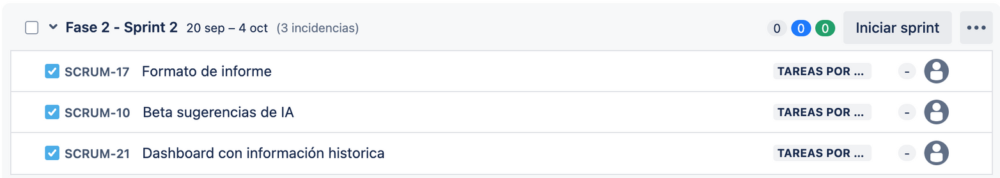 Fase 2 - Sprint 2 20 sep – 4 oct (3 incidencias) 0 0 0 Iniciar sprint
SCRUM-17 Formato de informe TAREAS POR ... -
SCRUM-10 Beta sugerencias de IA TAREAS POR ... -
SCRUM-21 Dashboard con información historica TAREAS POR ... -